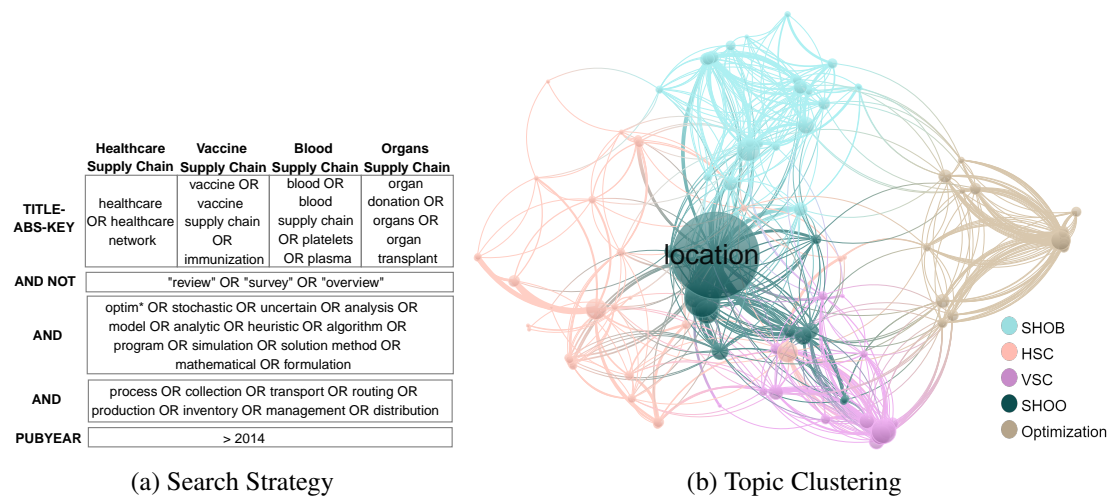 Healthcare Supply Chain
Vaccine Supply Chain
Blood Supply Chain
Organs Supply Chain
TITLE-
ABS-KEY
healthcare
OR healthcare
network
vaccine OR
vaccine
supply chain
OR
immunization
blood OR
blood
supply chain
OR platelets
OR plasma
organ
donation OR
organs OR
organ
transplant
AND NOT
"review" OR "survey" OR "overview"
AND
optim* OR stochastic OR uncertain OR analysis OR
model OR analytic OR heuristic OR algorithm OR
program OR simulation OR solution method OR
mathematical OR formulation
AND
process OR collection OR transport OR routing OR
production OR inventory OR management OR distribution
PUBYEAR
> 2014
(a) Search Strategy
location
SHOB
HSC
VSC
SHOO
Optimization
(b) Topic Clustering